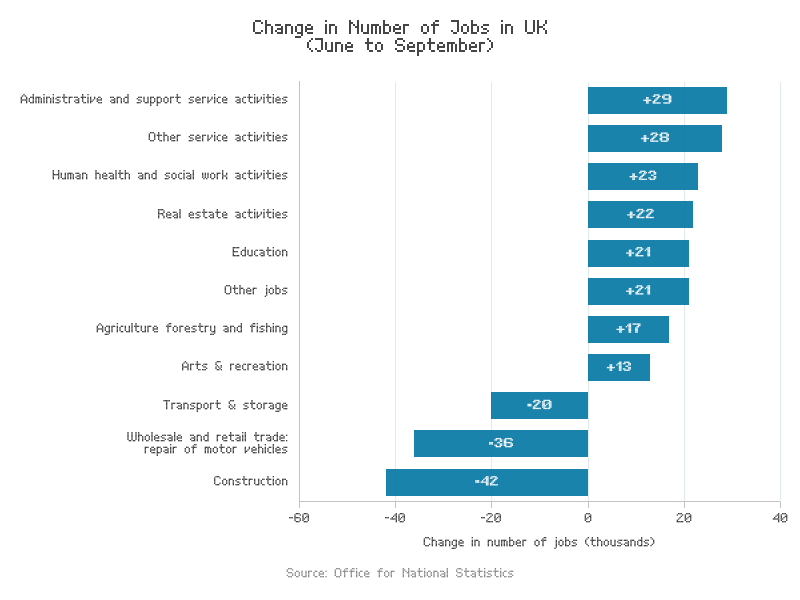 Change in Number of Jobs in UK
(June to September)
Administrative and support service activities
+29
Other service activities
+28
Human health and social work activities
+23
Real estate activities
+22
Education
+21
Other jobs
+21
Agriculture forestry and fishing
+17
Arts & recreation
+13
Transport & storage
-20
Wholesale and retail trade:
repair of motor vehicles
-36
Construction
-42
-60 -40 -20 0 20 40
Change in number of jobs (thousands)
Source: Office for National Statistics